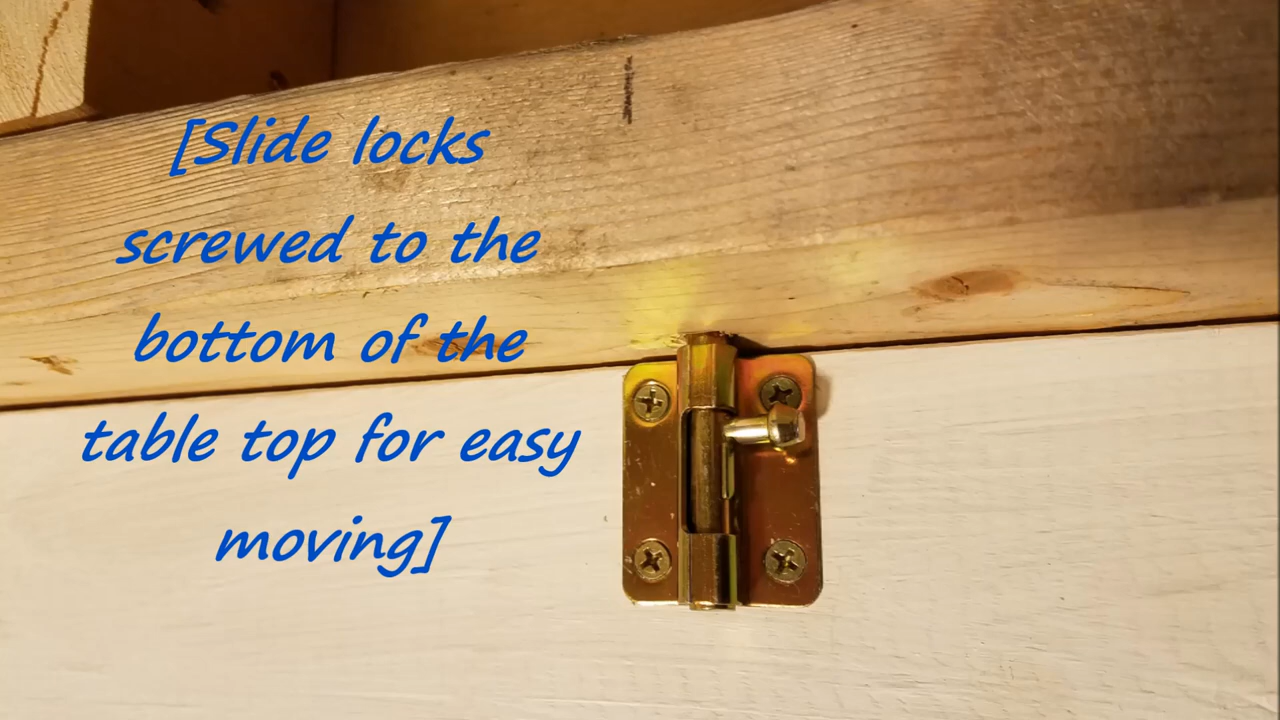 [Slide locks
screwed to the
bottom of the
table top for easy
moving]